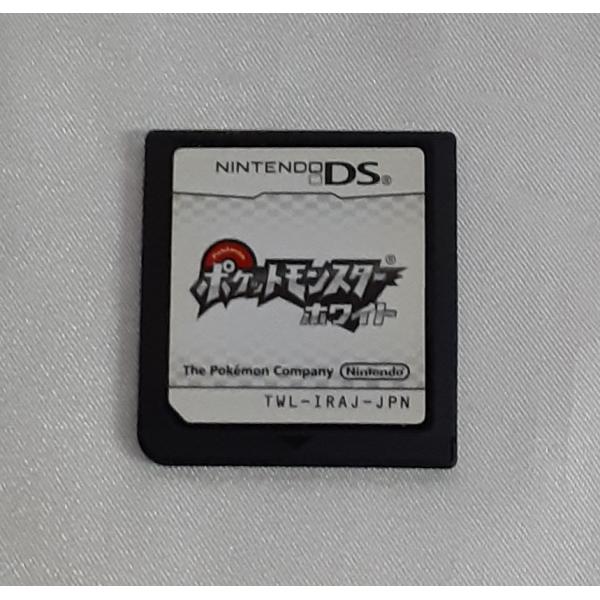 NINTENDO DS®
Pokémon
ポケットモンスター®
ホワイト
The Pokémon Company Nintendo
TWL-IRAJ-JPN